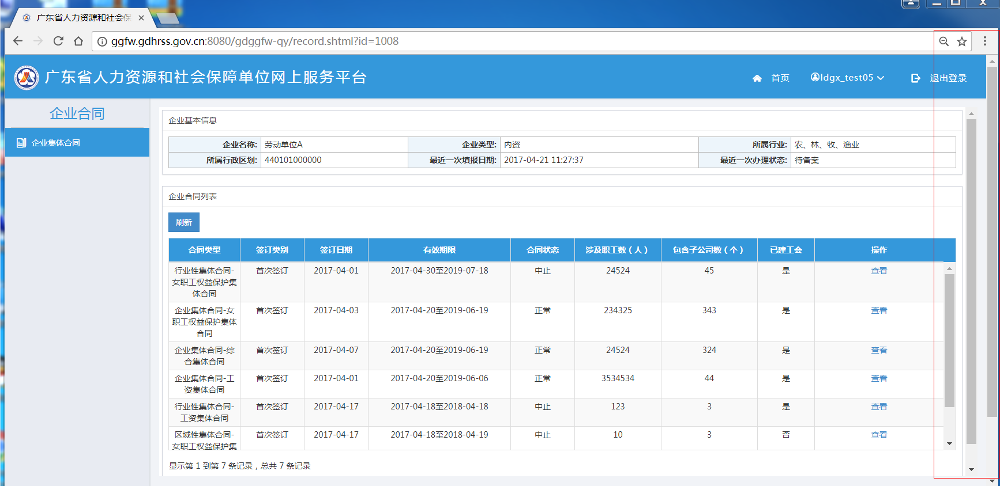 广东省人力资源和社会保
ggfw.gdhrss.gov.cn:8080/gdggfw-qy/record.shtml?id=1008
广东省人力资源和社会保障单位网上服务平台
首页 ldgx_test05 退出登录
企业合同
企业集体合同
企业基本信息
企业名称: 劳动单位A 企业类型: 内资 所属行业: 农、林、牧、渔业
所属行政区划: 440101000000 最近一次填报日期: 2017-04-21 11:27:37 最近一次办理状态: 待备案
企业合同列表
刷新
合同类型 签订类别 签订日期 有效期限 合同状态 涉及职工数（人） 包含子公司数（个） 已建工会 操作
行业性集体合同- 首次签订 2017-04-01 2017-04-30至2019-07-18 中止 24524 45 是 查看
女职工权益保护集
体合同
企业集体合同-女 首次签订 2017-04-03 2017-04-20至2019-06-19 正常 234325 343 是 查看
职工权益保护集体
合同
企业集体合同-综 首次签订 2017-04-07 2017-04-20至2019-06-19 正常 24524 324 是 查看
合集体合同
企业集体合同-工 首次签订 2017-04-01 2017-04-20至2019-06-06 正常 3534534 44 是 查看
资集体合同
行业性集体合同- 首次签订 2017-04-17 2017-04-18至2018-04-18 中止 123 3 是 查看
工资集体合同
区域性集体合同- 首次签订 2017-04-17 2017-04-18至2018-04-19 中止 10 3 否 查看
女职工权益保护集
显示第 1 到第 7 条记录，总共 7 条记录